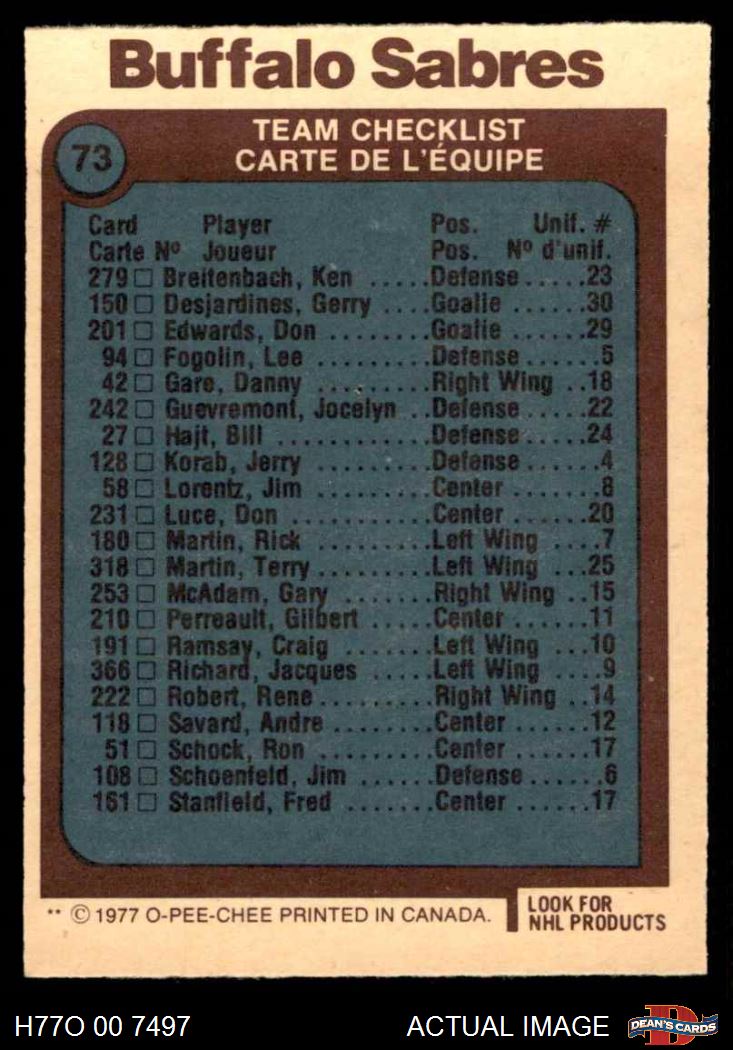 Buffalo Sabres
73
TEAM CHECKLIST
CARTE DE L'ÉQUIPE
Card Player Pos. Unif. #
Carte Nº Joueur Pos. Nº d'unif.
279 □ Breitenbach, Ken .....Defense.....23
150 □ Desjardines, Gerry ....Goalie ......30
201 □ Edwards, Don .........Goalie ......29
94 □ Fogolin, Lee ..........Defense......5
42 □ Gare, Danny ..........Right Wing ..18
242 □ Guevremont, Jocelyn ..Defense.....22
27 □ Hajt, Bill ............Defense.....24
128 □ Korab, Jerry ..........Defense......4
58 □ Lorentz, Jim .........Center .......8
231 □ Luce, Don ...........Center ......20
180 □ Martin, Rick .........Left Wing ....7
318 □ Martin, Terry.........Left Wing ...25
253 □ McAdam, Gary ........Right Wing ..15
210 □ Perreault, Gilbert .....Center ......11
191 □ Ramsay, Craig ........Left Wing ...10
366 □ Richard, Jacques .....Left Wing ....9
222 □ Robert, Rene.........Right Wing ..14
118 □ Savard, Andre ........Center ......12
51 □ Schock, Ron .........Center ......17
108 □ Schoenfeld, Jim ......Defense......6
161 □ Stanfield, Fred ........Center ......17
** © 1977 O-PEE-CHEE PRINTED IN CANADA.
LOOK FOR
NHL PRODUCTS
H77O 00 7497 ACTUAL IMAGE
D
DEAN'S CARDS